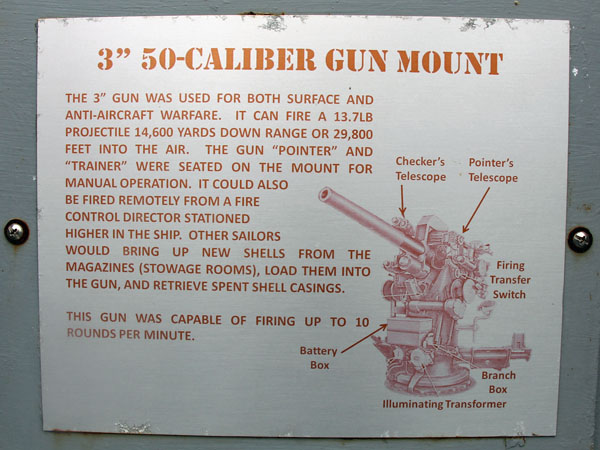 3” 50-CALIBER GUN MOUNT
THE 3” GUN WAS USED FOR BOTH SURFACE AND
ANTI-AIRCRAFT WARFARE. IT CAN FIRE A 13.7LB
PROJECTILE 14,600 YARDS DOWN RANGE OR 29,800
FEET INTO THE AIR. THE GUN “POINTER” AND
“TRAINER” WERE SEATED ON THE MOUNT FOR
MANUAL OPERATION. IT COULD ALSO
BE FIRED REMOTELY FROM A FIRE
CONTROL DIRECTOR STATIONED
HIGHER IN THE SHIP. OTHER SAILORS
WOULD BRING UP NEW SHELLS FROM THE
MAGAZINES (STOWAGE ROOMS), LOAD THEM INTO
THE GUN, AND RETRIEVE SPENT SHELL CASINGS.
THIS GUN WAS CAPABLE OF FIRING UP TO 10
ROUNDS PER MINUTE.
Checker's
Telescope
Pointer's
Telescope
Firing
Transfer
Switch
Battery
Box
Branch
Box
Illuminating Transformer